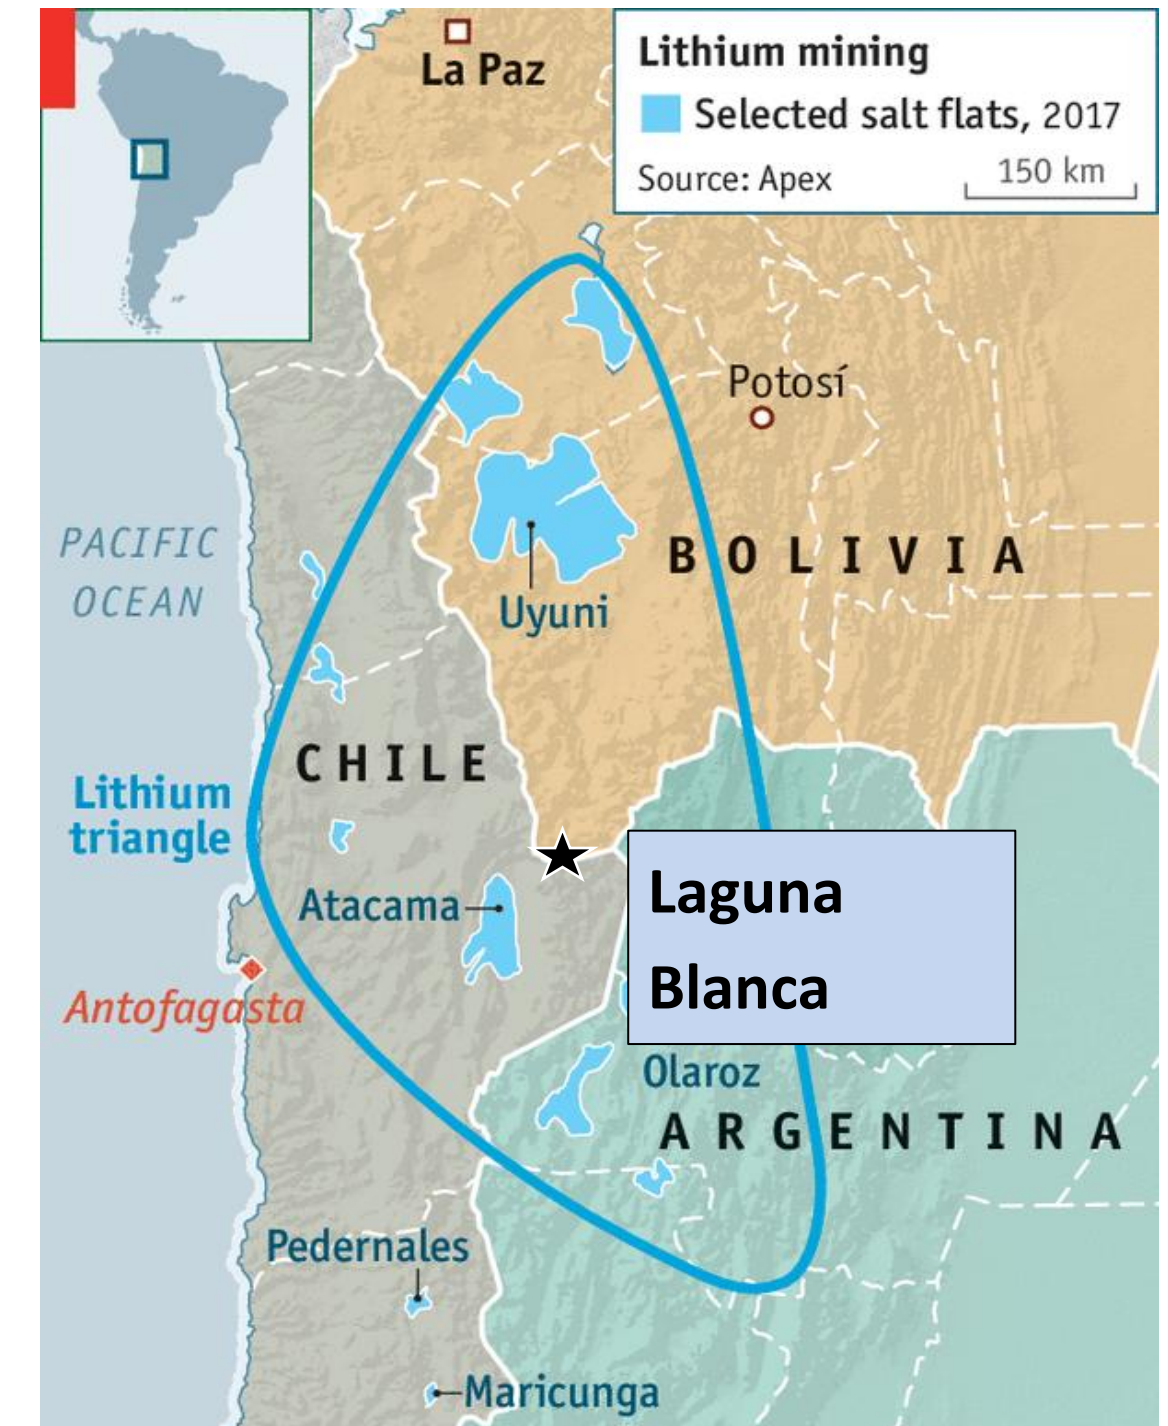 La Paz
Lithium mining
Selected salt flats, 2017
Source: Apex
150 km
Potosí
PACIFIC
OCEAN
BOLIVIA
Uyuni
CHILE
Lithium
triangle
Atacama
Laguna
Blanca
Antofagasta
Olaroz
ARGENTINA
Pedernales
Maricunga